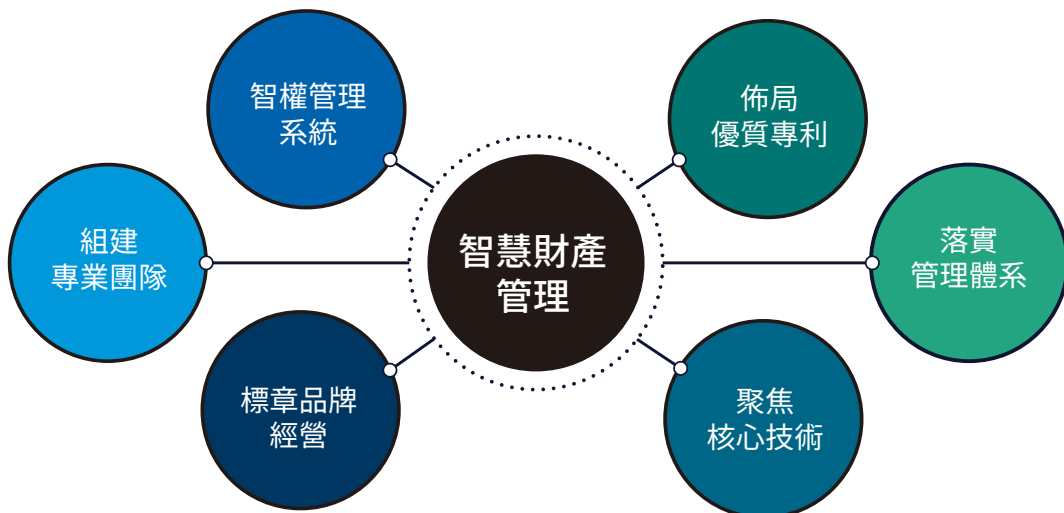 智權管理
系統
佈局
優質專利
組建
專業團隊
智慧財產
管理
落實
管理體系
標章品牌
經營
聚焦
核心技術